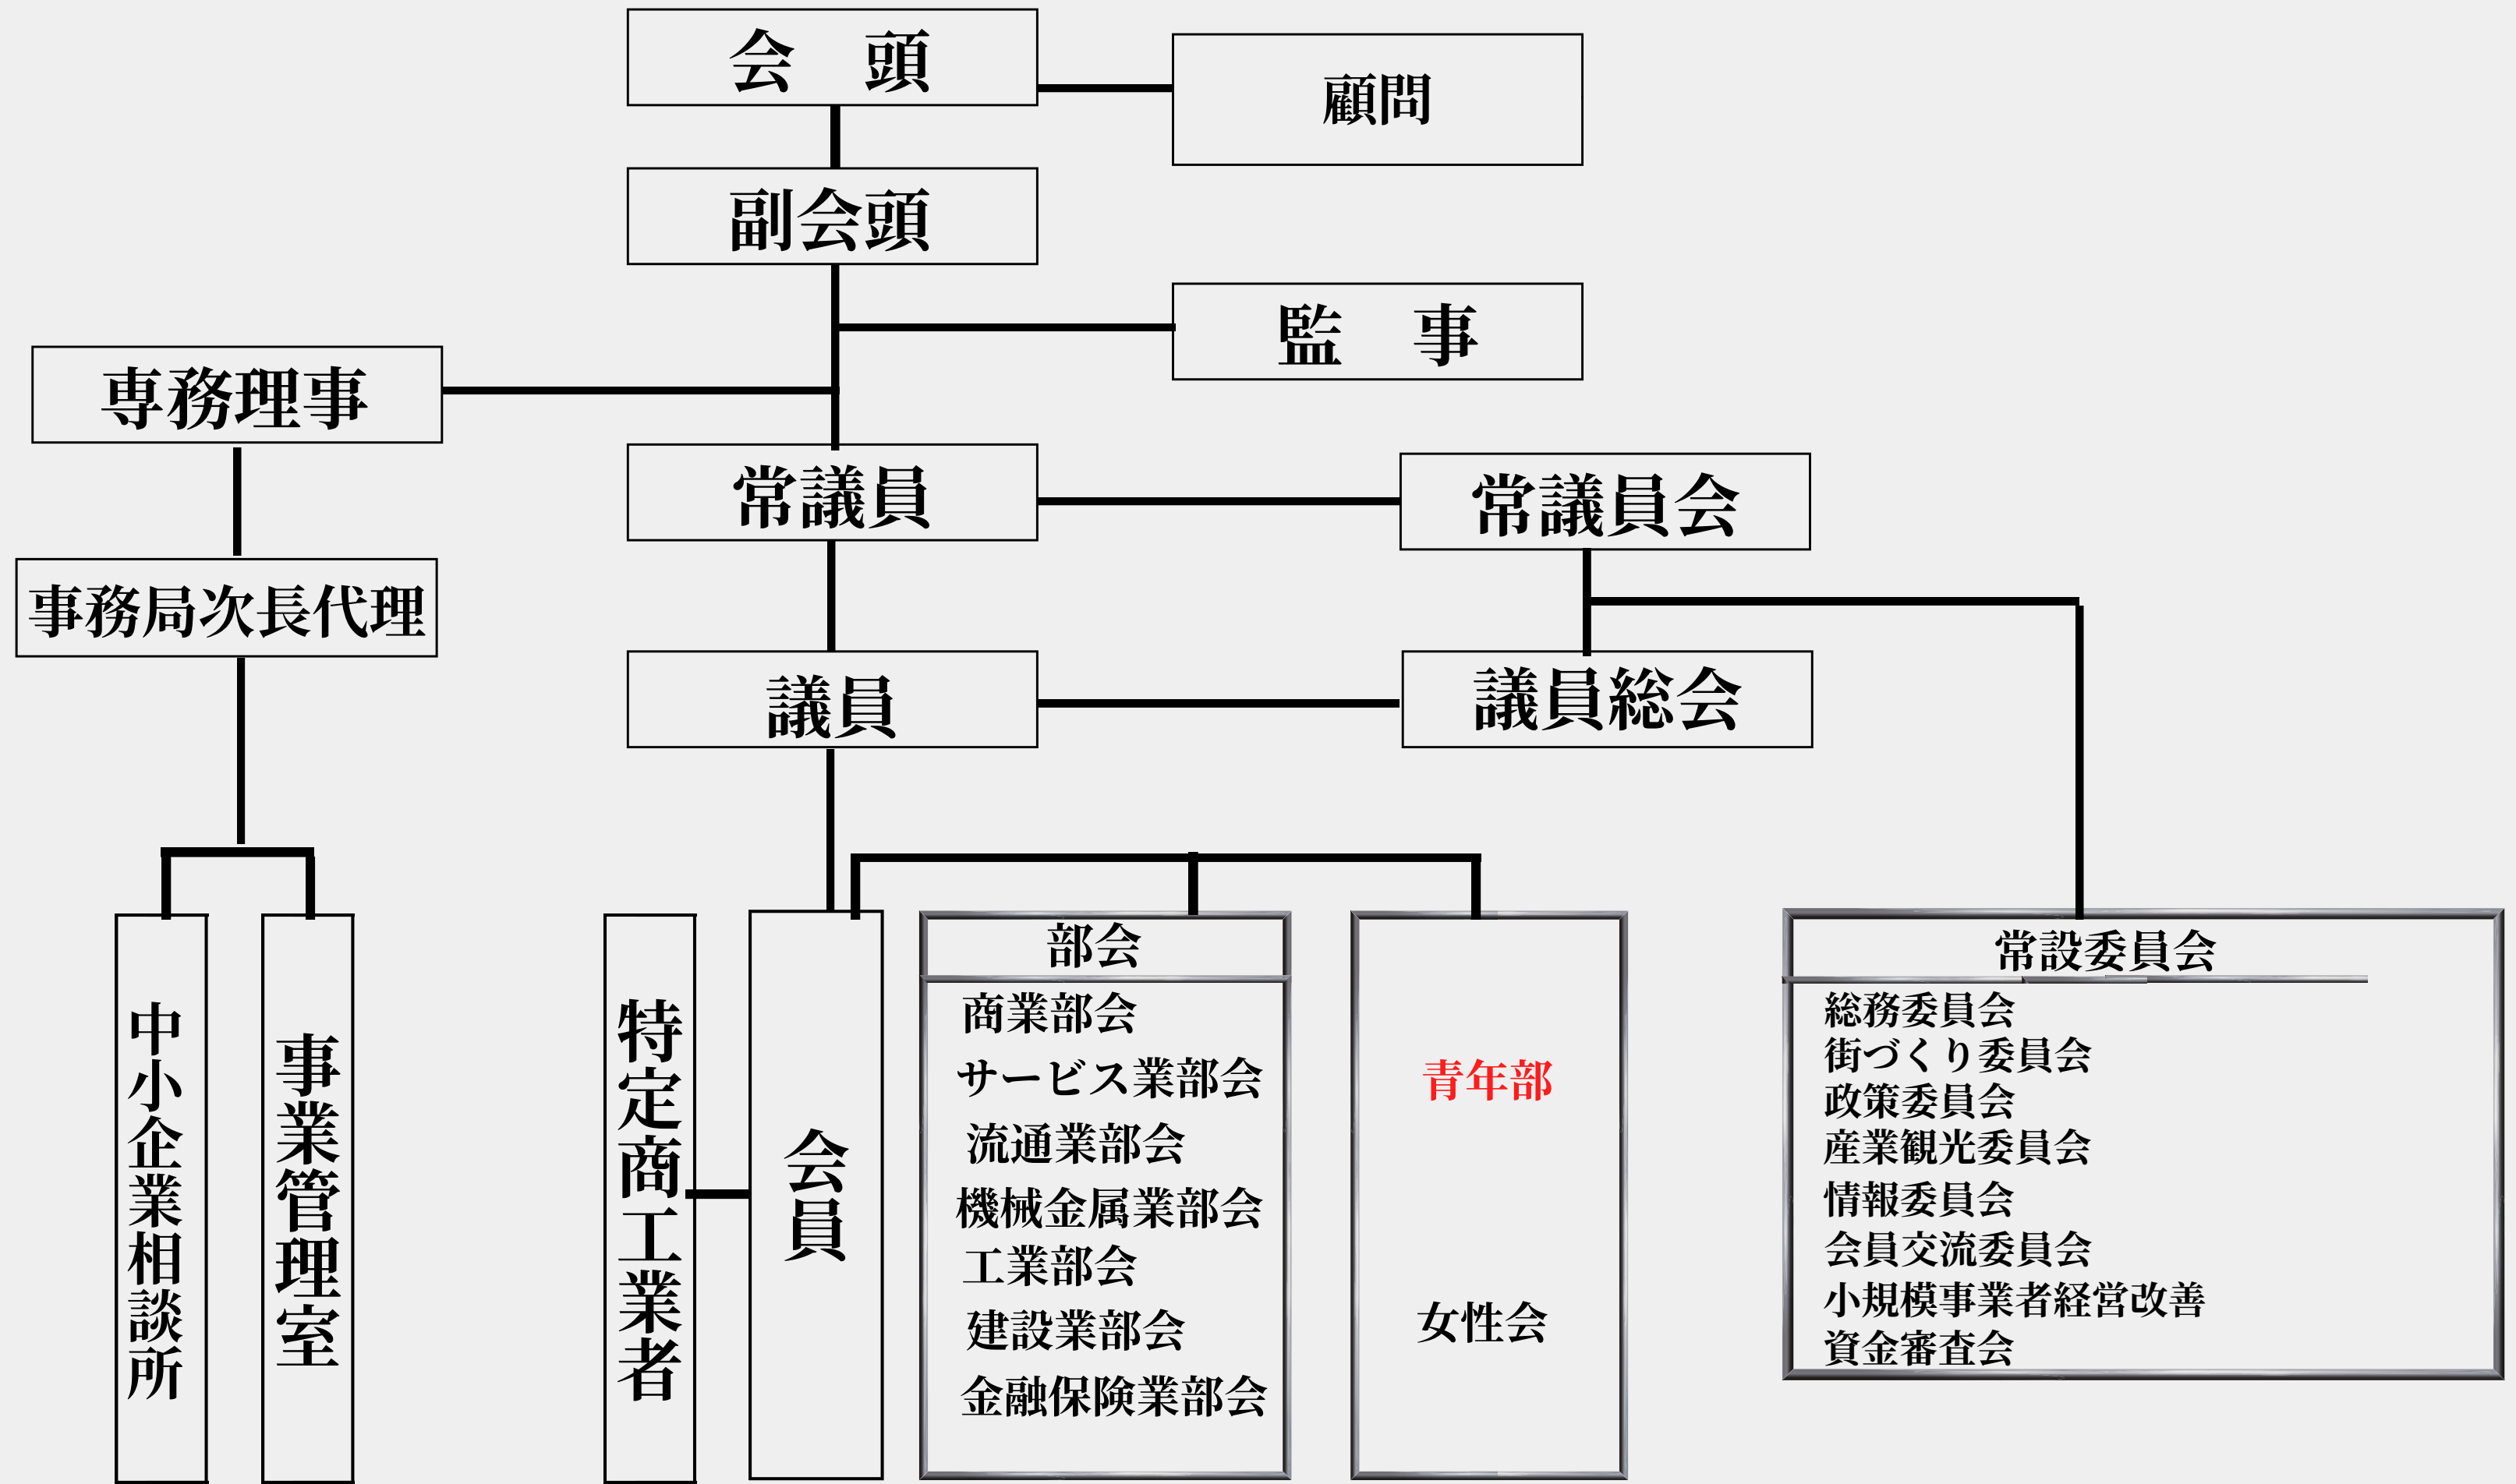 会　頭
顧問
副会頭
監　事
専務理事
常議員
常議員会
事務局次長代理
議員
議員総会
中小企業相談所
事業管理室
特定商工業者
会員
部会
商業部会
サービス業部会
流通業部会
機械金属業部会
工業部会
建設業部会
金融保険業部会
青年部
女性会
常設委員会
総務委員会
街づくり委員会
政策委員会
産業観光委員会
情報委員会
会員交流委員会
小規模事業者経営改善
資金審査会